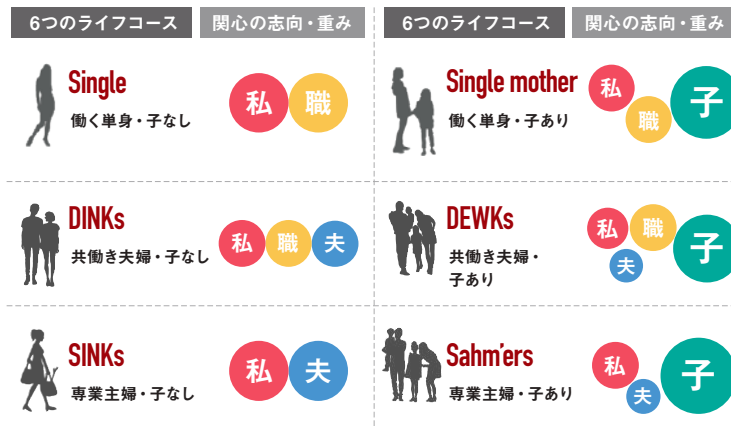 6つのライフコース
関心の志向・重み
Single
働く単身・子なし
私
職
DINKs
共働き夫婦・子なし
私
職
夫
SINKs
専業主婦・子なし
私
夫
6つのライフコース
関心の志向・重み
Single mother
働く単身・子あり
私
職
子
DEWKs
共働き夫婦・
子あり
私
職
夫
子
Sahm'ers
専業主婦・子あり
私
夫
子